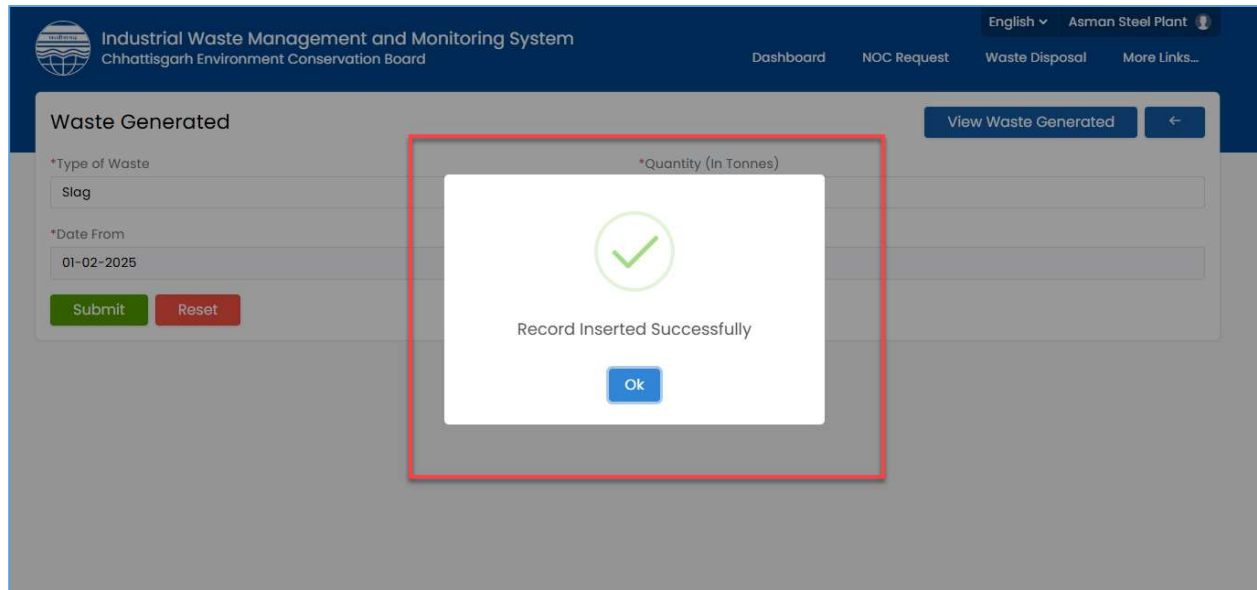 English Asman Steel Plant
Industrial Waste Management and Monitoring System
Chhattisgarh Environment Conservation Board
Dashboard NOC Request Waste Disposal More Links...
Waste Generated
View Waste Generated ←
*Type of Waste *Quantity (In Tonnes)
Slag
*Date From
01-02-2025
Submit Reset
Record Inserted Successfully
Ok